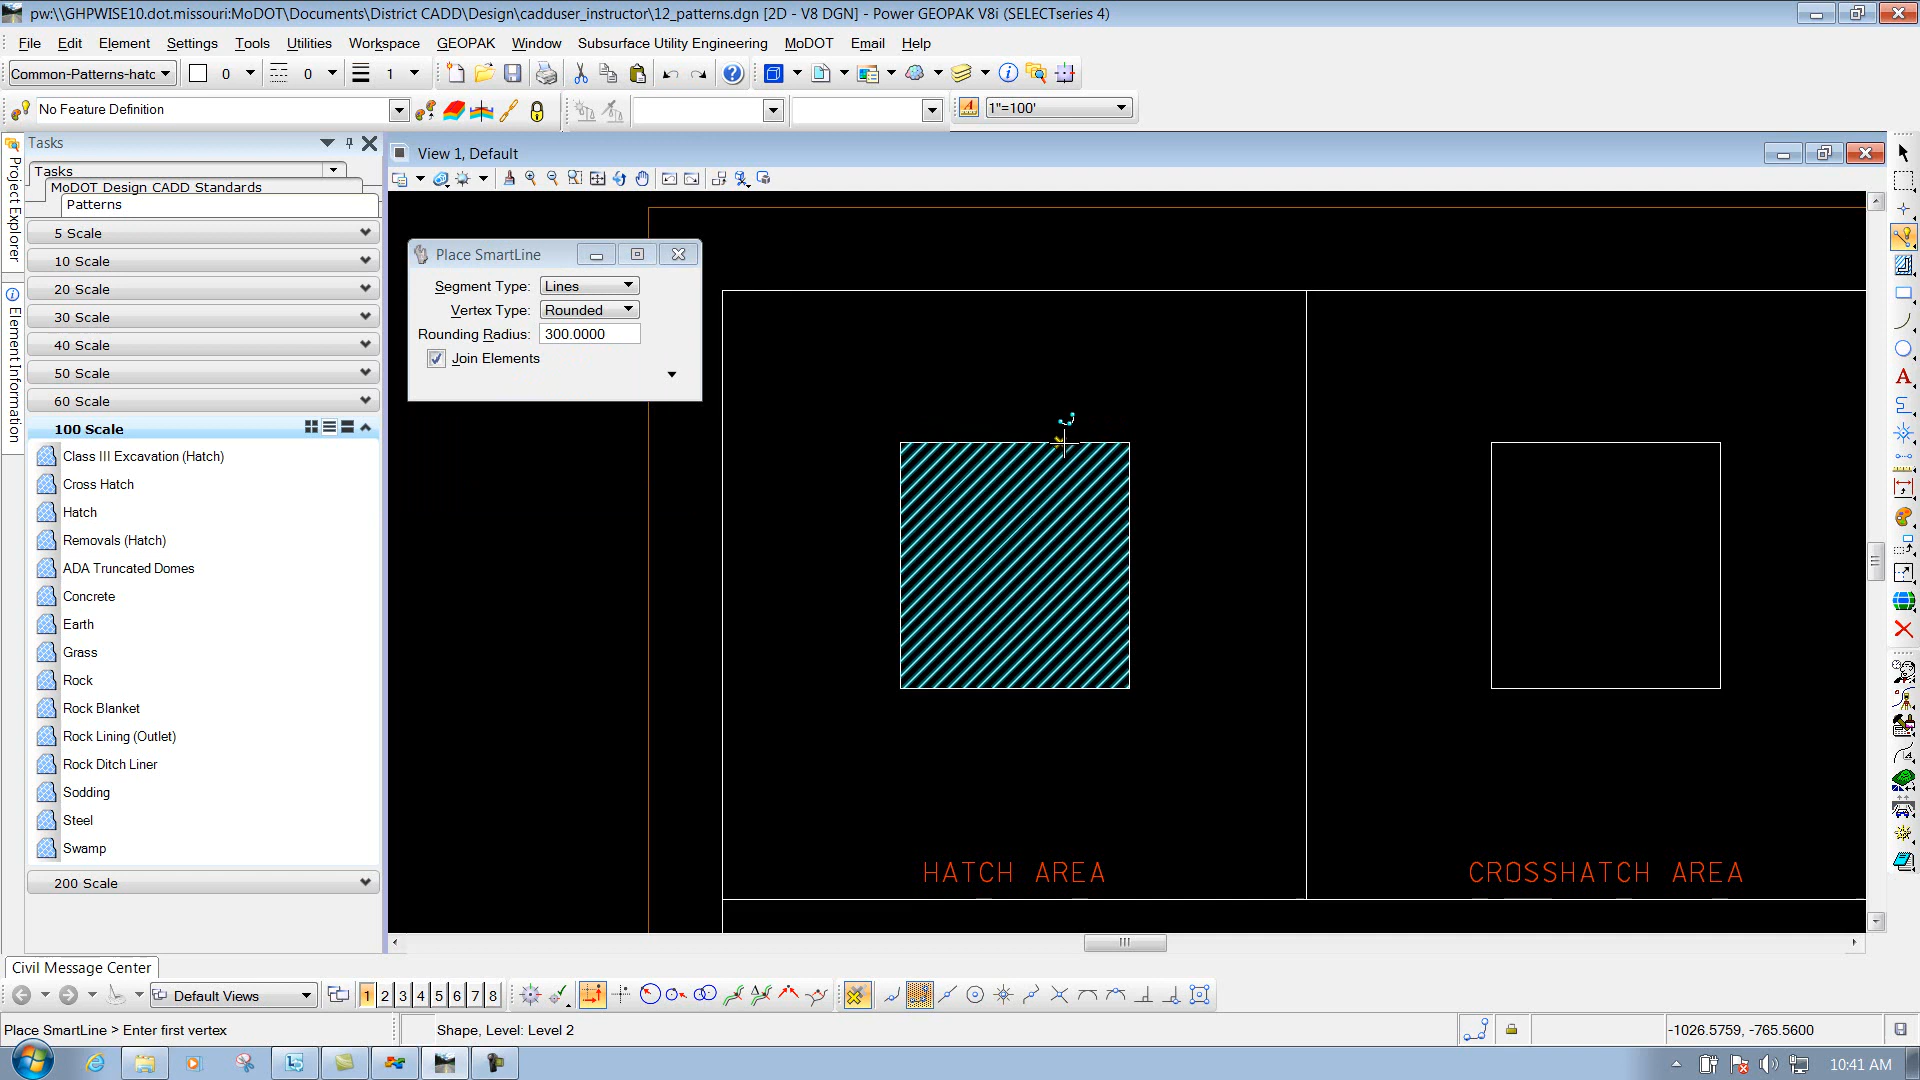 pw:\\GHPWISE10.dot.missouri:MoDOT\Documents\District CADD\Design\cadduser_instructor\12_patterns.dgn [2D - V8 DGN] - Power GEOPAK V8i (SELECTseries 4)
File Edit Element Settings Tools Utilities Workspace GEOPAK Window Subsurface Utility Engineering MoDOT Email Help
Common-Patterns-hatc 0 0 1
No Feature Definition 1"=100'
Tasks
View 1, Default
Tasks
MoDOT Design CADD Standards
Patterns
Project Explorer
Element Information
5 Scale
10 Scale
20 Scale
30 Scale
40 Scale
50 Scale
60 Scale
100 Scale
Class III Excavation (Hatch)
Cross Hatch
Hatch
Removals (Hatch)
ADA Truncated Domes
Concrete
Earth
Grass
Rock
Rock Blanket
Rock Lining (Outlet)
Rock Ditch Liner
Sodding
Steel
Swamp
200 Scale
Place SmartLine
Segment Type: Lines
Vertex Type: Rounded
Rounding Radius: 300.0000
Join Elements
HATCH AREA
CROSSHATCH AREA
Civil Message Center
Default Views 1 2 3 4 5 6 7 8
Place SmartLine > Enter first vertex
Shape, Level: Level 2
-1026.5759, -765.5600
10:41 AM